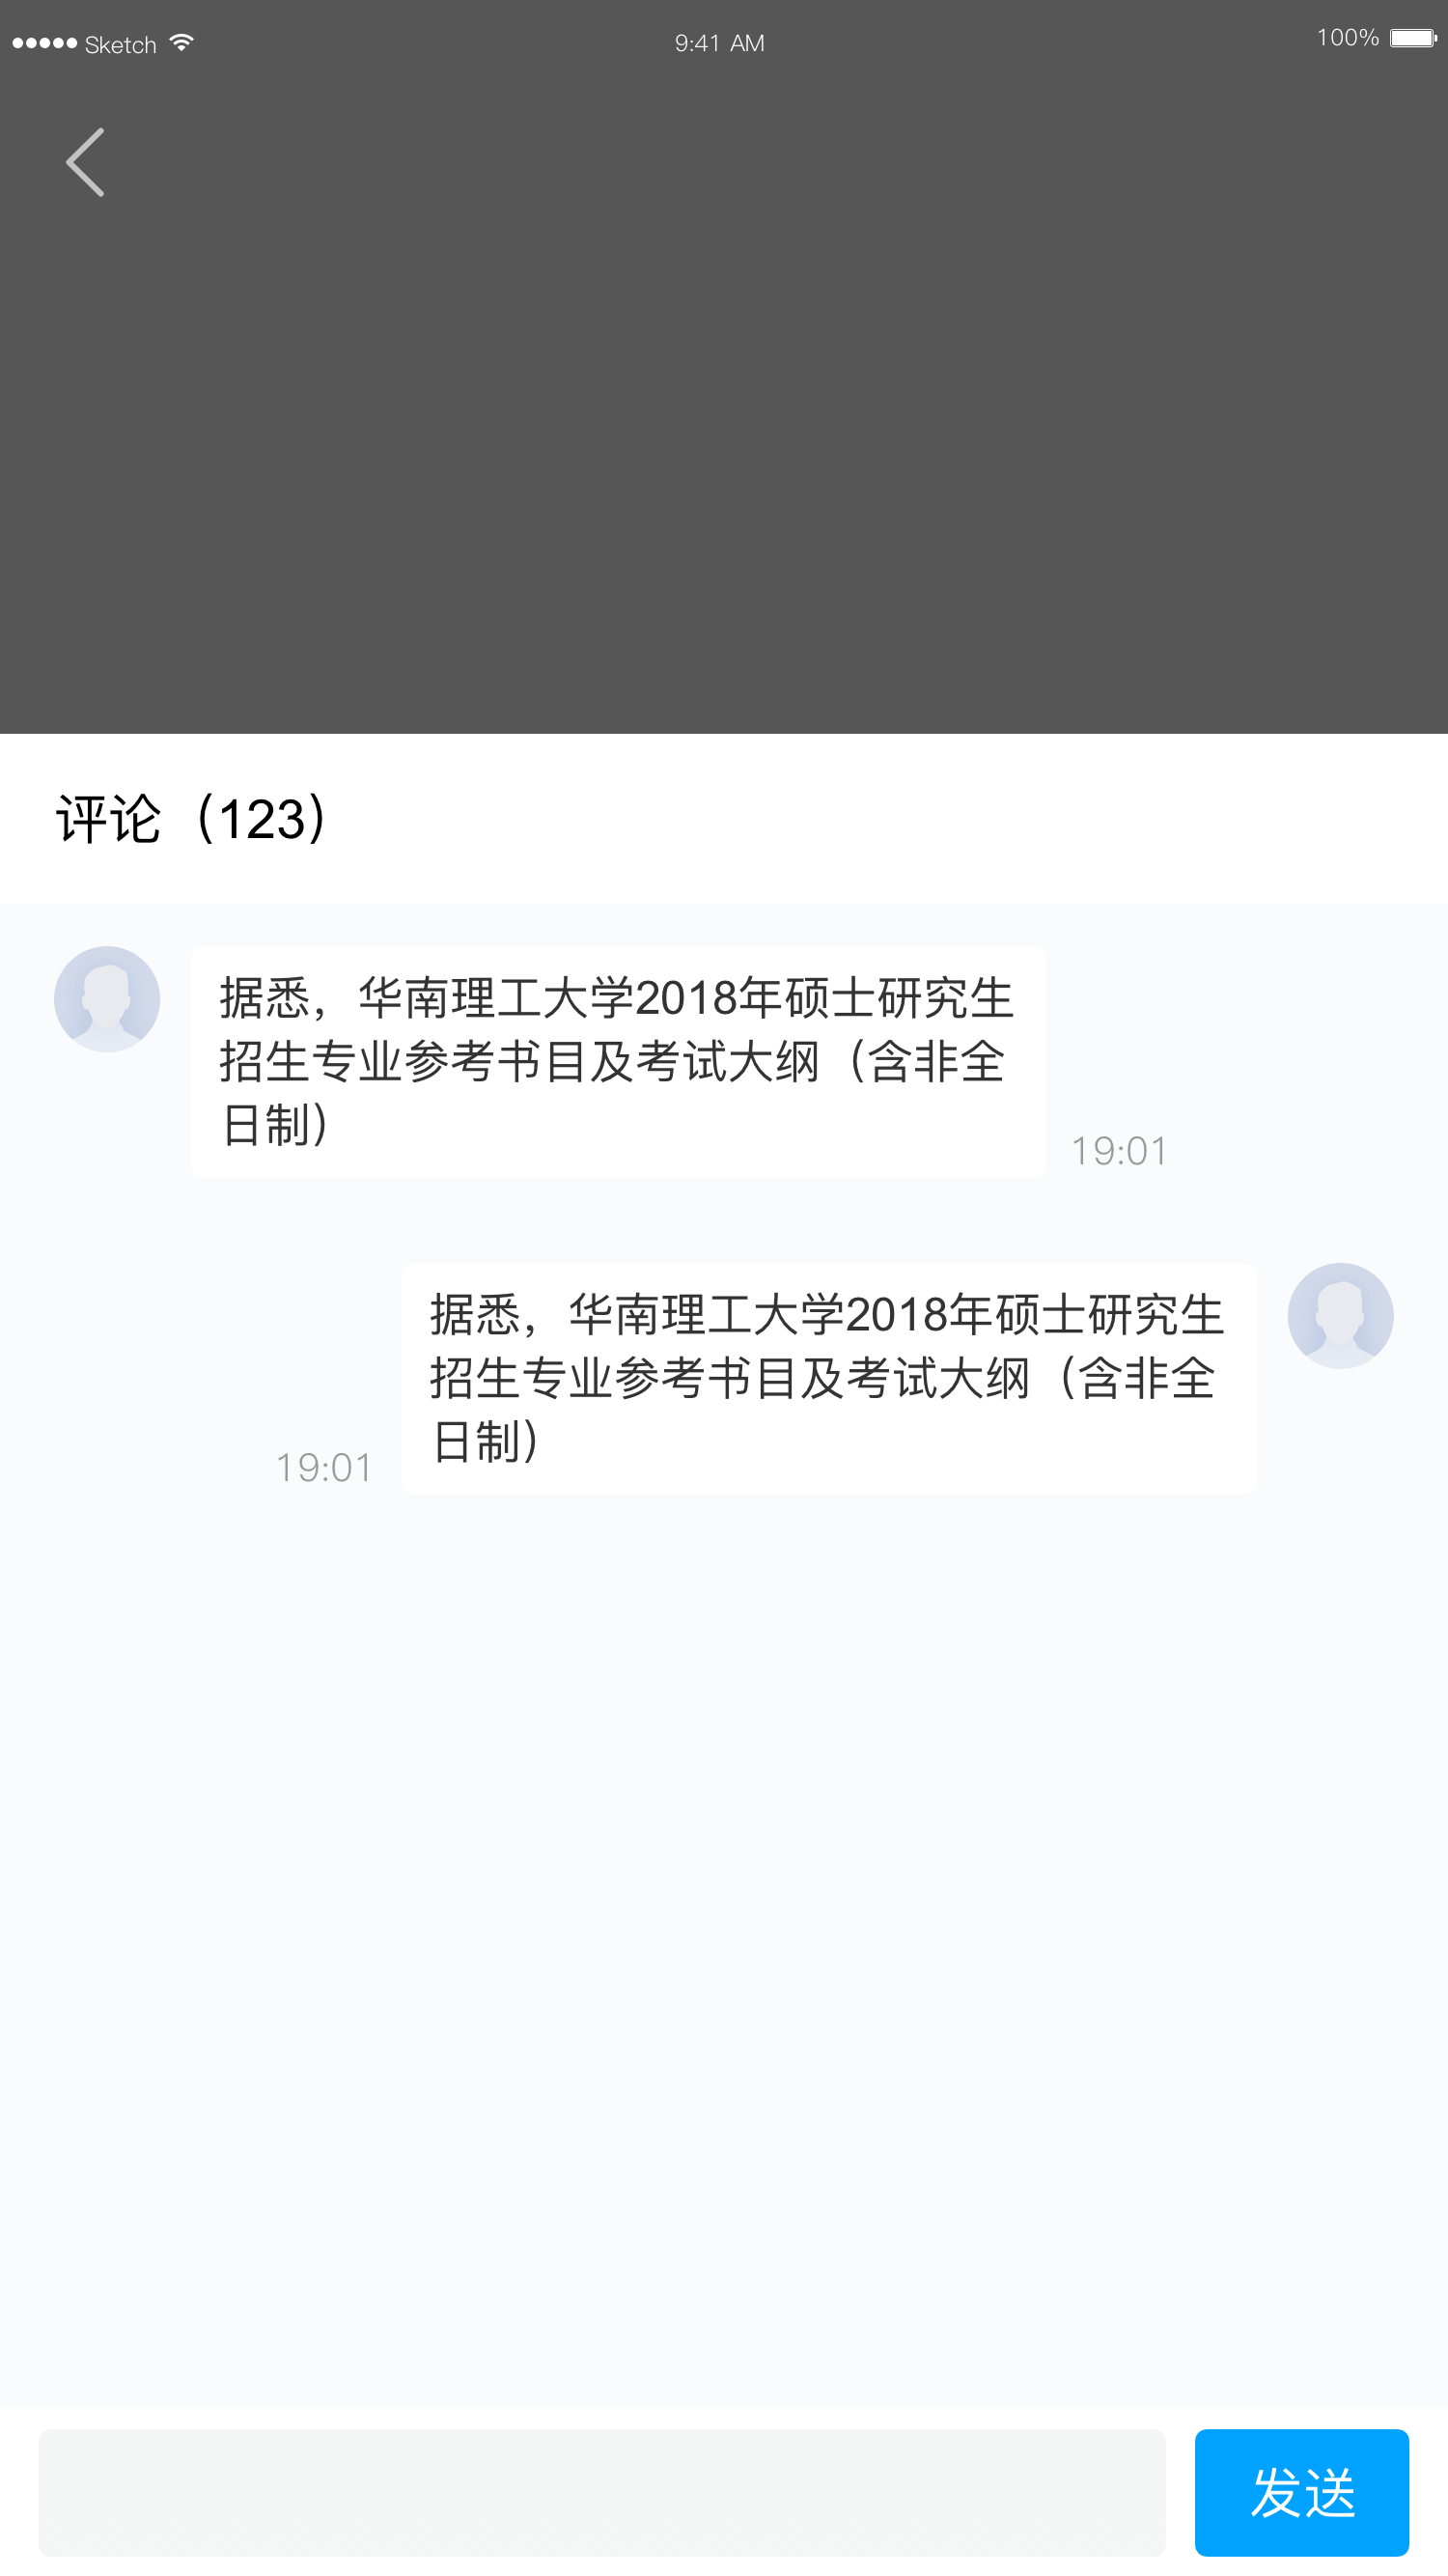 Sketch 9:41 AM 100%
评论（123）
据悉，华南理工大学2018年硕士研究生
招生专业参考书目及考试大纲（含非全
日制）
19:01
据悉，华南理工大学2018年硕士研究生
招生专业参考书目及考试大纲（含非全
日制）
19:01
发送